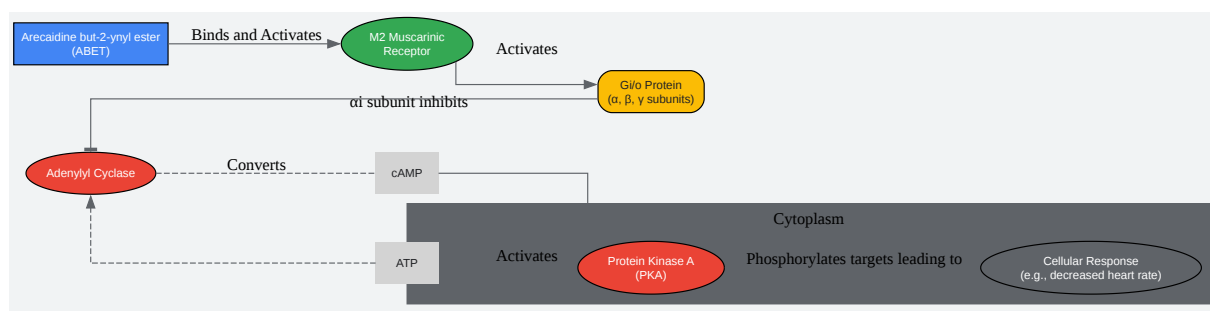 Arecaidine but-2-ynyl ester
(ABET)
Binds and Activates
M2 Muscarinic
Receptor
Activates
Gi/o Protein
(α, β, γ subunits)
αi subunit inhibits
Adenylyl Cyclase
Converts
cAMP
Cytoplasm
ATP
Activates
Protein Kinase A
(PKA)
Phosphorylates targets leading to
Cellular Response
(e.g., decreased heart rate)